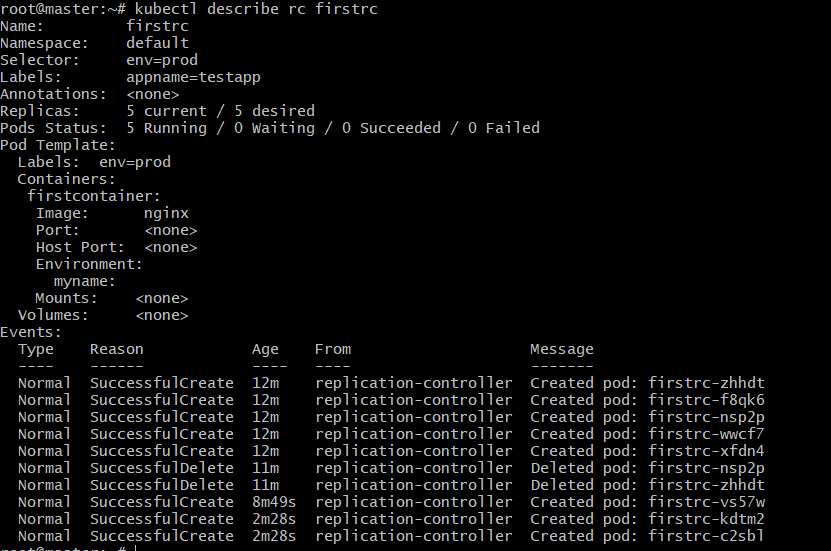 root@master:~# kubectl describe rc firstrc
Name:         firstrc
Namespace:    default
Selector:     env=prod
Labels:       appname=testapp
Annotations:  <none>
Replicas:     5 current / 5 desired
Pods Status:  5 Running / 0 Waiting / 0 Succeeded / 0 Failed
Pod Template:
  Labels:  env=prod
  Containers:
   firstcontainer:
    Image:      nginx
    Port:       <none>
    Host Port:  <none>
    Environment:
      myname:
    Mounts:    <none>
  Volumes:     <none>
Events:
  Type    Reason            Age    From                    Message
  ----    ------            ----   ----                    -------
  Normal  SuccessfulCreate  12m    replication-controller  Created pod: firstrc-zhhdt
  Normal  SuccessfulCreate  12m    replication-controller  Created pod: firstrc-f8qk6
  Normal  SuccessfulCreate  12m    replication-controller  Created pod: firstrc-nsp2p
  Normal  SuccessfulCreate  12m    replication-controller  Created pod: firstrc-wwcf7
  Normal  SuccessfulCreate  12m    replication-controller  Created pod: firstrc-xfdn4
  Normal  SuccessfulDelete  11m    replication-controller  Deleted pod: firstrc-nsp2p
  Normal  SuccessfulDelete  11m    replication-controller  Deleted pod: firstrc-zhhdt
  Normal  SuccessfulCreate  8m49s  replication-controller  Created pod: firstrc-vs57w
  Normal  SuccessfulCreate  2m28s  replication-controller  Created pod: firstrc-kdtm2
  Normal  SuccessfulCreate  2m28s  replication-controller  Created pod: firstrc-c2sbl
root@master:~#